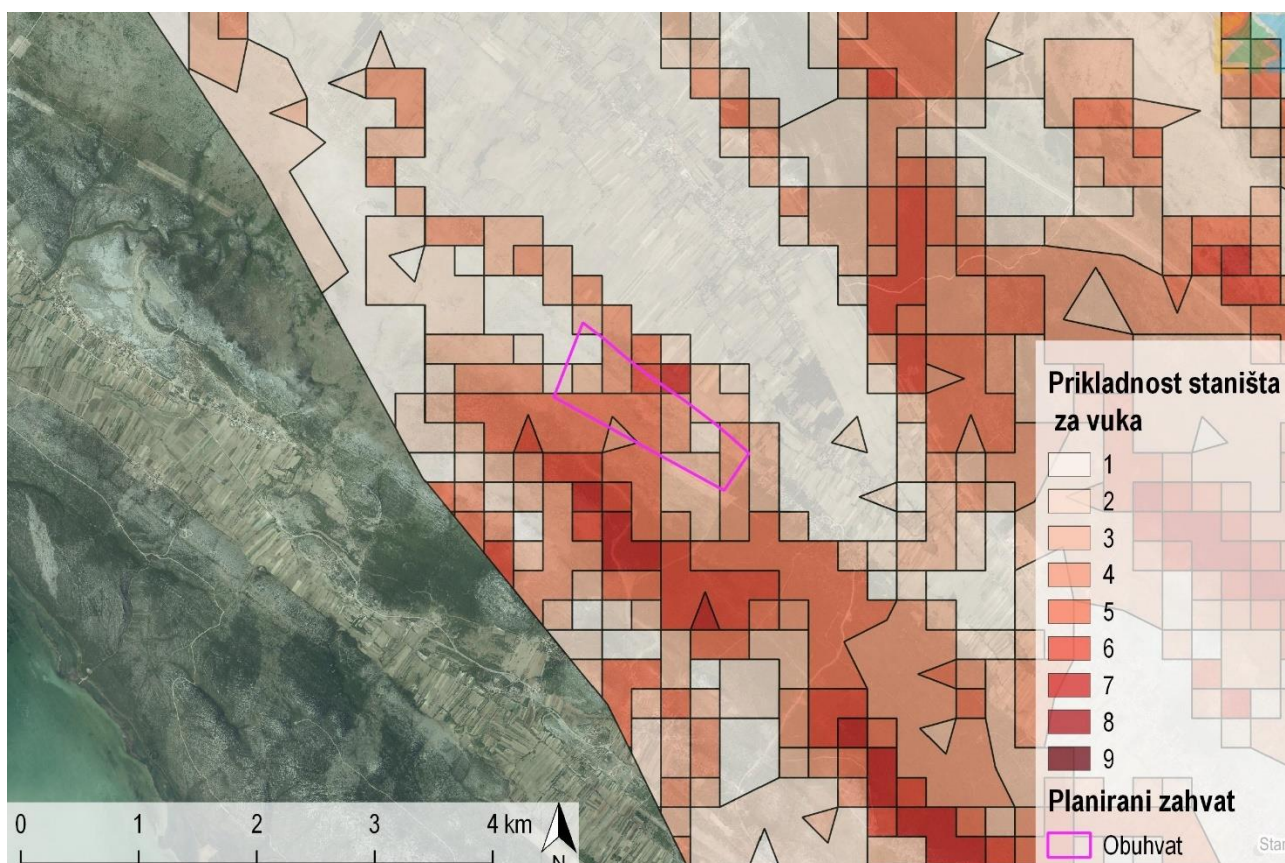 Prikladnost staništa
za vuka
1
2
3
4
5
6
7
8
9
Planirani zahvat
Obuhvat
0 1 2 3 4 km
N